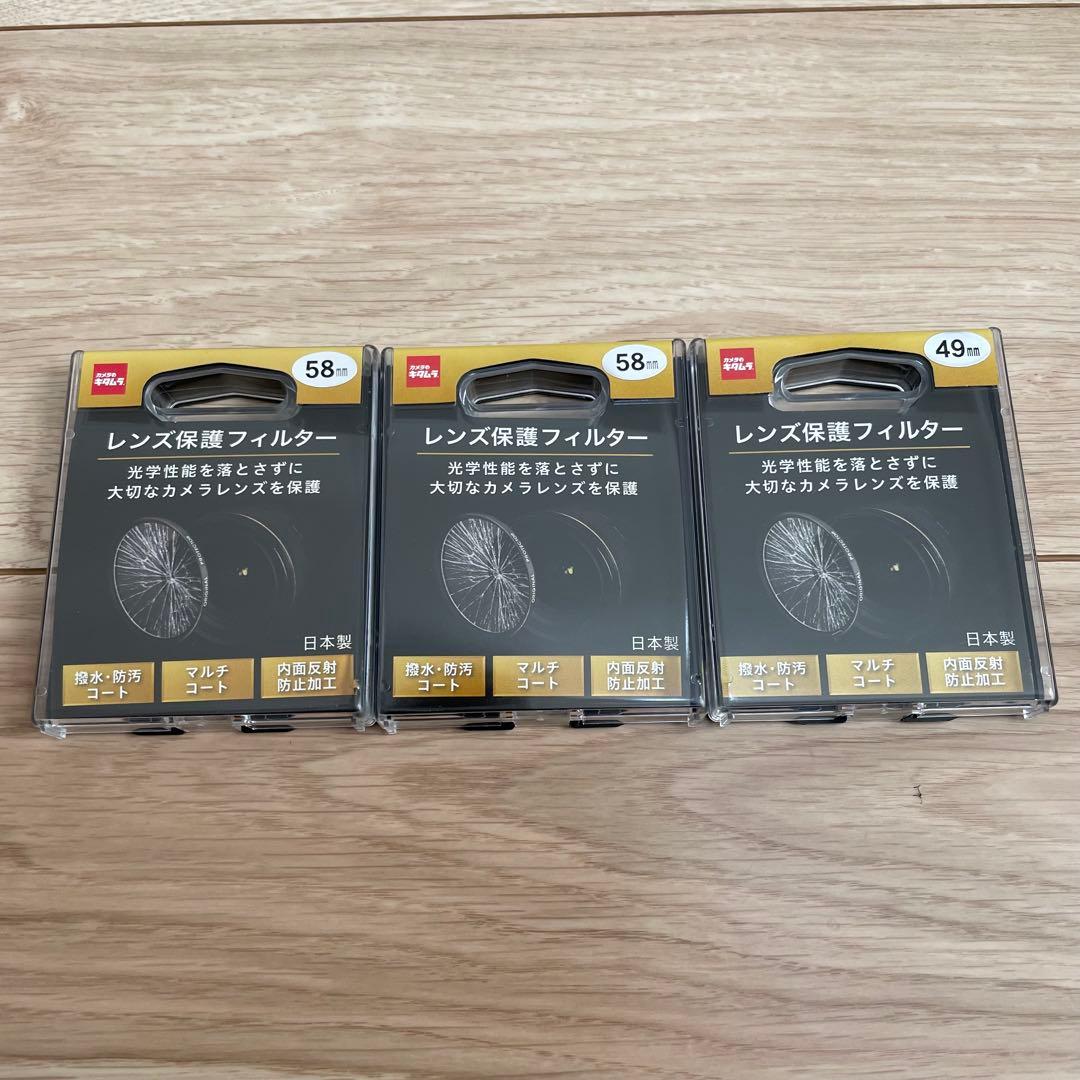 カメラの
キタムラ
58mm
レンズ保護フィルター
光学性能を落とさずに
大切なカメラレンズを保護
PROTECTOR
ORIGINAL
日本製
撥水・防汚
コート
マルチ
コート
内面反射
防止加工
カメラの
キタムラ
58mm
レンズ保護フィルター
光学性能を落とさずに
大切なカメラレンズを保護
PROTECTOR
ORIGINAL
日本製
撥水・防汚
コート
マルチ
コート
内面反射
防止加工
カメラの
キタムラ
49mm
レンズ保護フィルター
光学性能を落とさずに
大切なカメラレンズを保護
PROTECTOR
ORIGINAL
日本製
撥水・防汚
コート
マルチ
コート
内面反射
防止加工